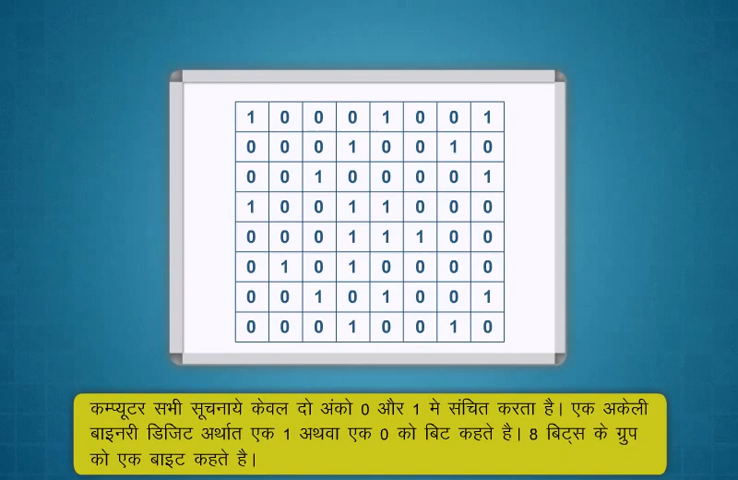 1 0 0 0 1 0 0 1
0 0 0 1 0 0 1 0
0 0 1 0 0 0 0 1
1 0 0 1 1 0 0 0
0 0 0 1 1 1 0 0
0 1 0 1 0 0 0 0
0 0 1 0 1 0 0 1
0 0 0 1 0 0 1 0
कम्प्यूटर सभी सूचनाये केवल दो अंको 0 और 1 मे संचित करता है। एक अकेली
बाइनरी डिजिट अर्थात एक 1 अथवा एक 0 को बिट कहते है। 8 बिट्स के ग्रुप
को एक बाइट कहते है।